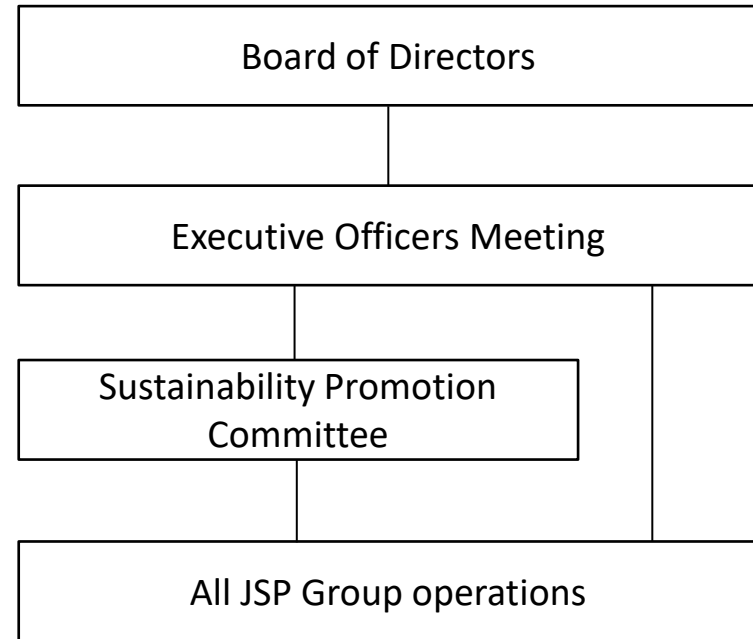 Board of Directors
Executive Officers Meeting
Sustainability Promotion
Committee
All JSP Group operations